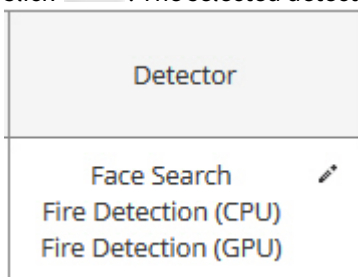 Detector
Face Search
Fire Detection (CPU)
Fire Detection (GPU)